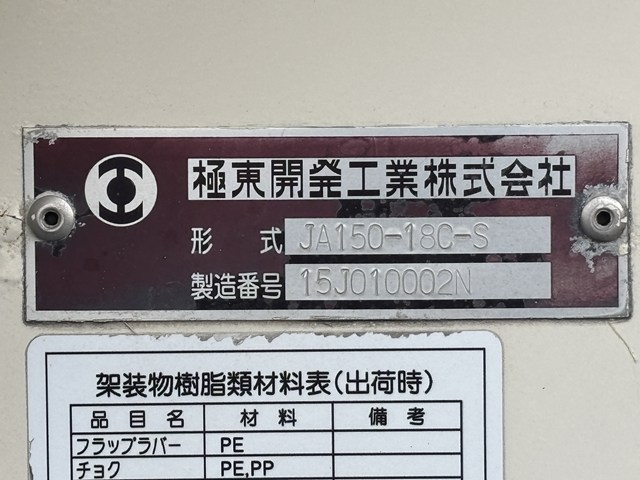 極東開発工業株式会社
形 式 JA150-18C-S
製造番号 15J010002N
架装物樹脂類材料表(出荷時)
品目名 材料 備考
フラップラバー PE
チョク PE,PP